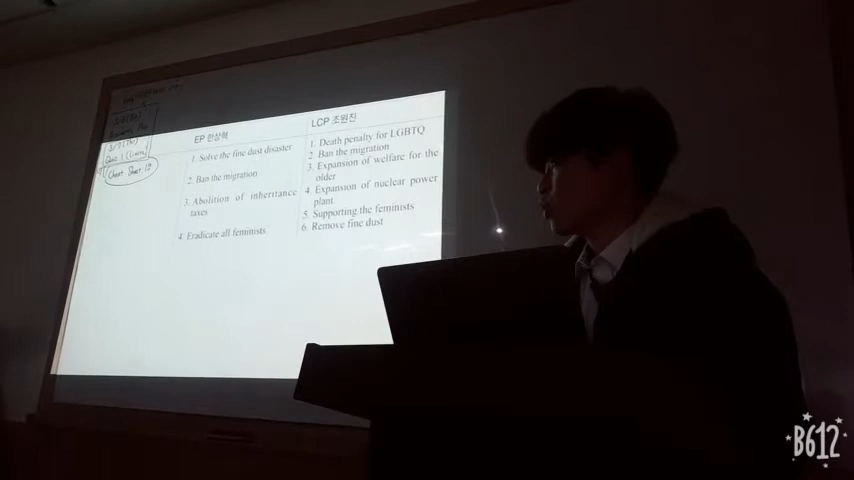 EP 한상혁
1. Solve the fine dust disaster
2. Ban the migration
3. Abolition of inheritance
taxes
4. Eradicate all feminists
LCP 조원진
1. Death penalty for LGBTQ
2. Ban the migration
3. Expansion of welfare for the
older
4. Expansion of nuclear power
plant
5. Supporting the feminists
6. Remove fine dust
Cheat Sheet
B612